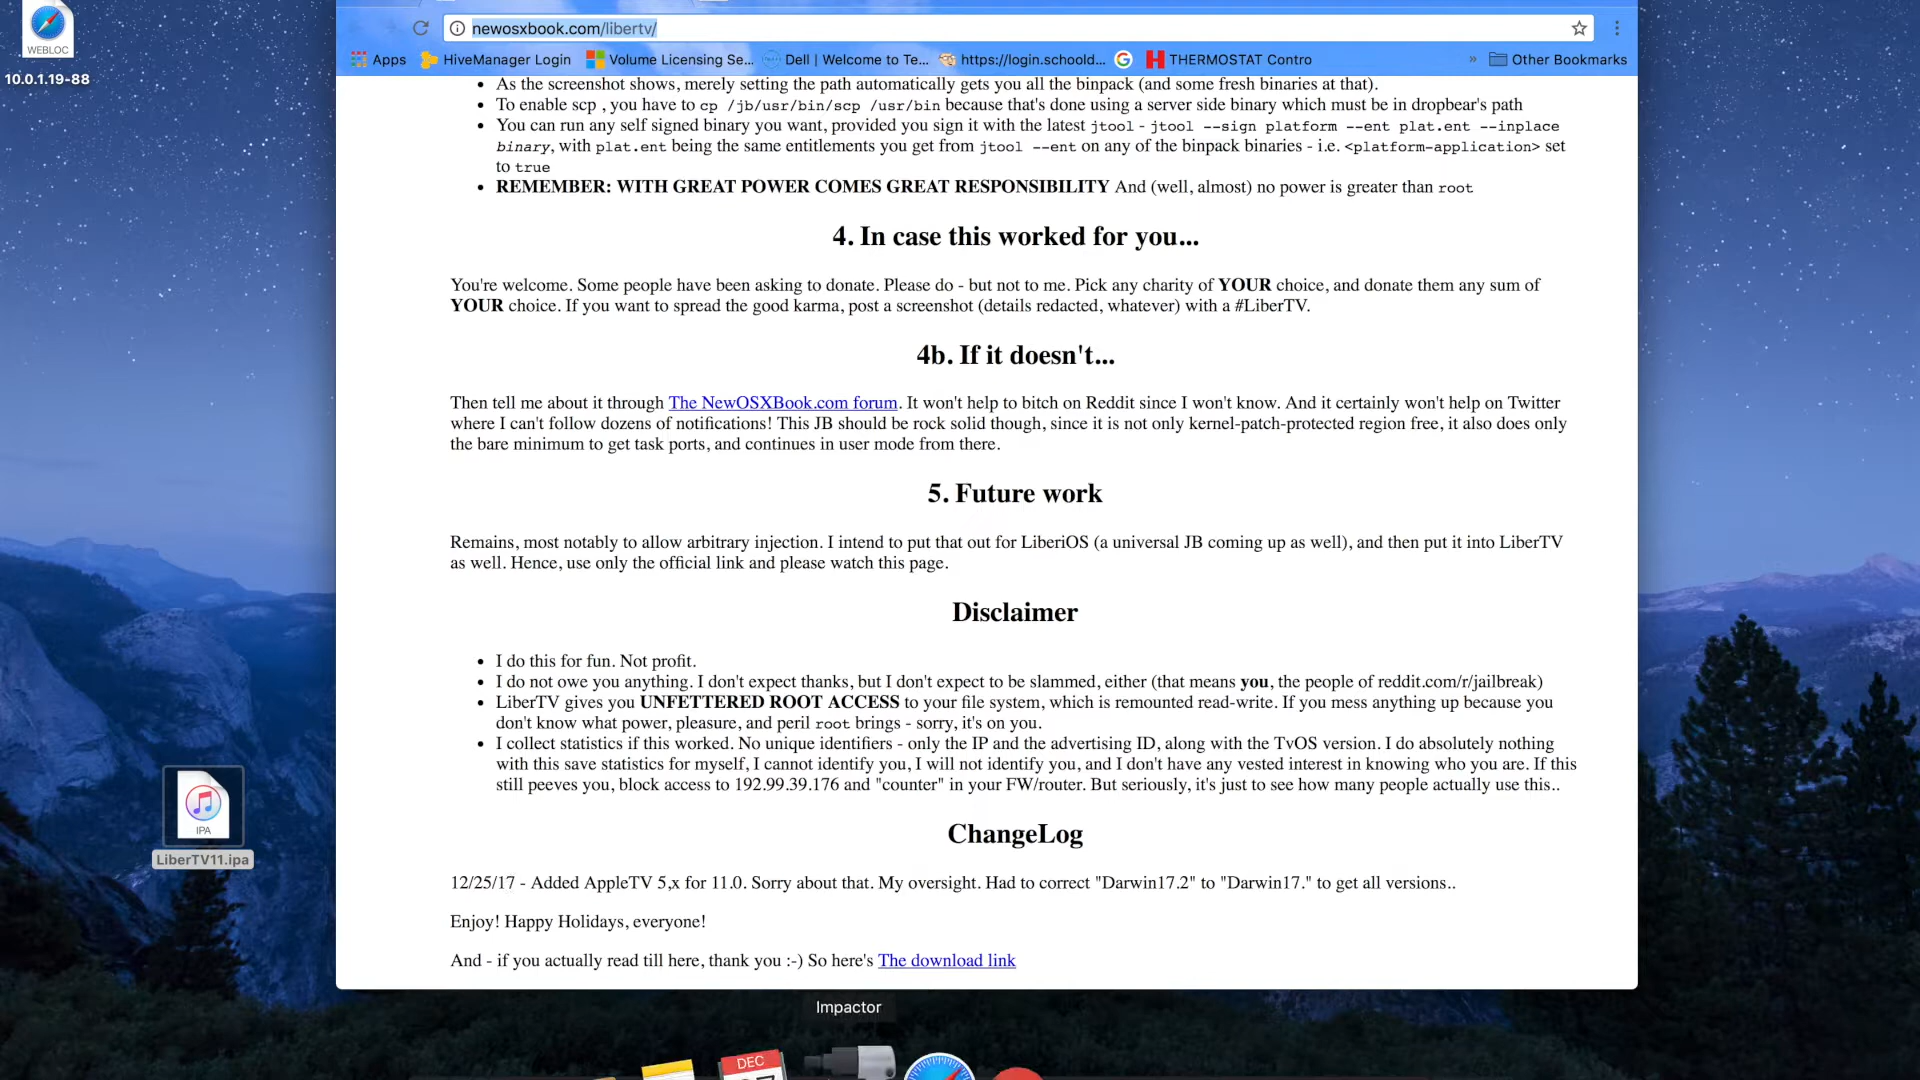 newosxbook.com/libertv/
Apps HiveManager Login Volume Licensing Se... Dell | Welcome to Te... https://login.schoold... THERMOSTAT Contro » Other Bookmarks
WEBLOC
10.0.1.19-88
• As the screenshot shows, merely setting the path automatically gets you all the binpack (and some fresh binaries at that).
• To enable scp , you have to cp /jb/usr/bin/scp /usr/bin because that's done using a server side binary which must be in dropbear's path
• You can run any self signed binary you want, provided you sign it with the latest jtool - jtool --sign platform --ent plat.ent --inplace
binary, with plat.ent being the same entitlements you get from jtool --ent on any of the binpack binaries - i.e. <platform-application> set
to true
• REMEMBER: WITH GREAT POWER COMES GREAT RESPONSIBILITY And (well, almost) no power is greater than root
4. In case this worked for you...
You're welcome. Some people have been asking to donate. Please do - but not to me. Pick any charity of YOUR choice, and donate them any sum of
YOUR choice. If you want to spread the good karma, post a screenshot (details redacted, whatever) with a #LiberTV.
4b. If it doesn't...
Then tell me about it through The NewOSXBook.com forum. It won't help to bitch on Reddit since I won't know. And it certainly won't help on Twitter
where I can't follow dozens of notifications! This JB should be rock solid though, since it is not only kernel-patch-protected region free, it also does only
the bare minimum to get task ports, and continues in user mode from there.
5. Future work
Remains, most notably to allow arbitrary injection. I intend to put that out for LiberiOS (a universal JB coming up as well), and then put it into LiberTV
as well. Hence, use only the official link and please watch this page.
Disclaimer
• I do this for fun. Not profit.
• I do not owe you anything. I don't expect thanks, but I don't expect to be slammed, either (that means you, the people of reddit.com/r/jailbreak)
• LiberTV gives you UNFETTERED ROOT ACCESS to your file system, which is remounted read-write. If you mess anything up because you
don't know what power, pleasure, and peril root brings - sorry, it's on you.
• I collect statistics if this worked. No unique identifiers - only the IP and the advertising ID, along with the TvOS version. I do absolutely nothing
with this save statistics for myself, I cannot identify you, I will not identify you, and I don't have any vested interest in knowing who you are. If this
still peeves you, block access to 192.99.39.176 and "counter" in your FW/router. But seriously, it's just to see how many people actually use this..
IPA
LiberTV11.ipa
ChangeLog
12/25/17 - Added AppleTV 5,x for 11.0. Sorry about that. My oversight. Had to correct "Darwin17.2" to "Darwin17." to get all versions..
Enjoy! Happy Holidays, everyone!
And - if you actually read till here, thank you :-) So here's The download link
Impactor
DEC